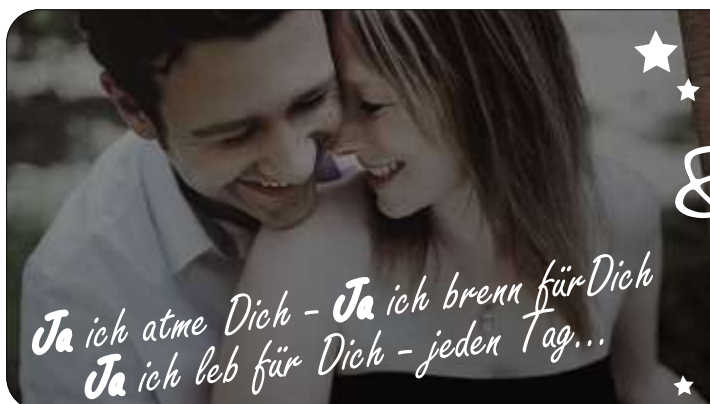 &
Ja ich atme Dich - Ja ich brenn fürDich
Ja ich leb für Dich - jeden Tag...